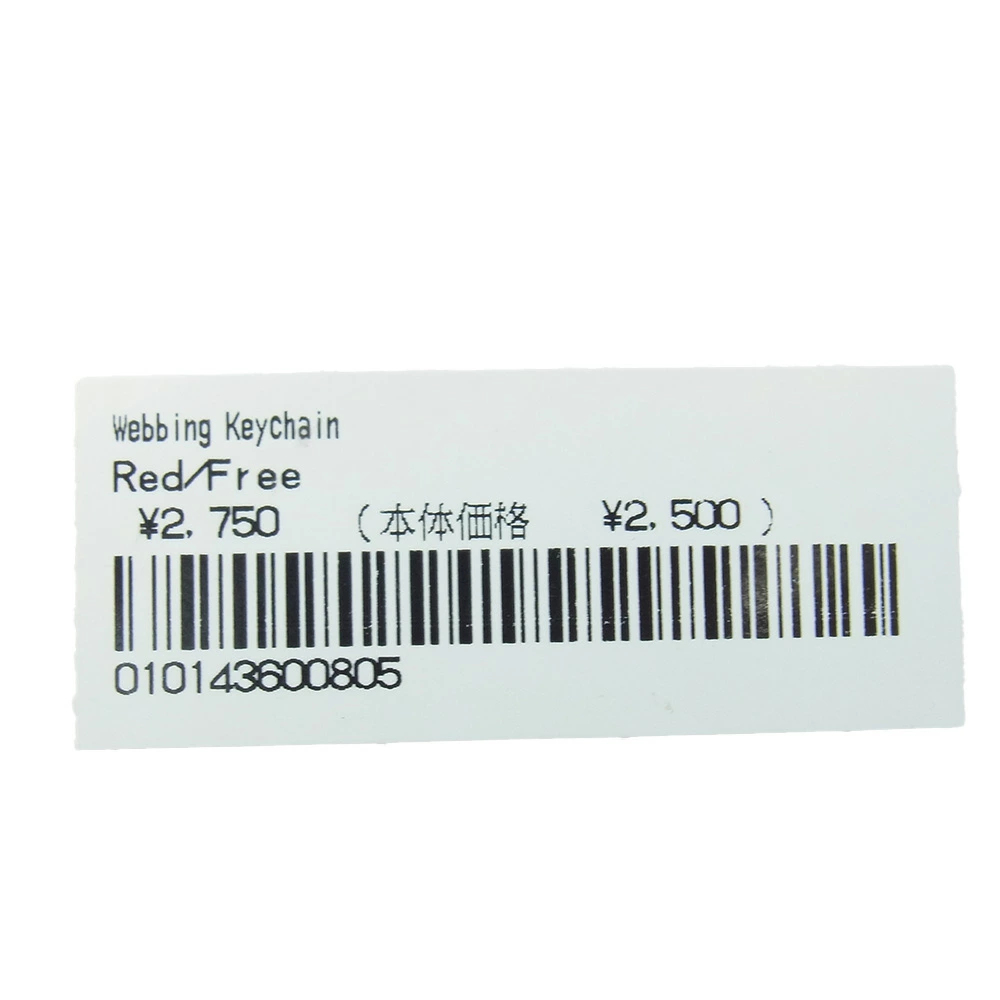 Webbing Keychain
Red/Free
¥2,750 (本体価格 ¥2,500)
010143600805